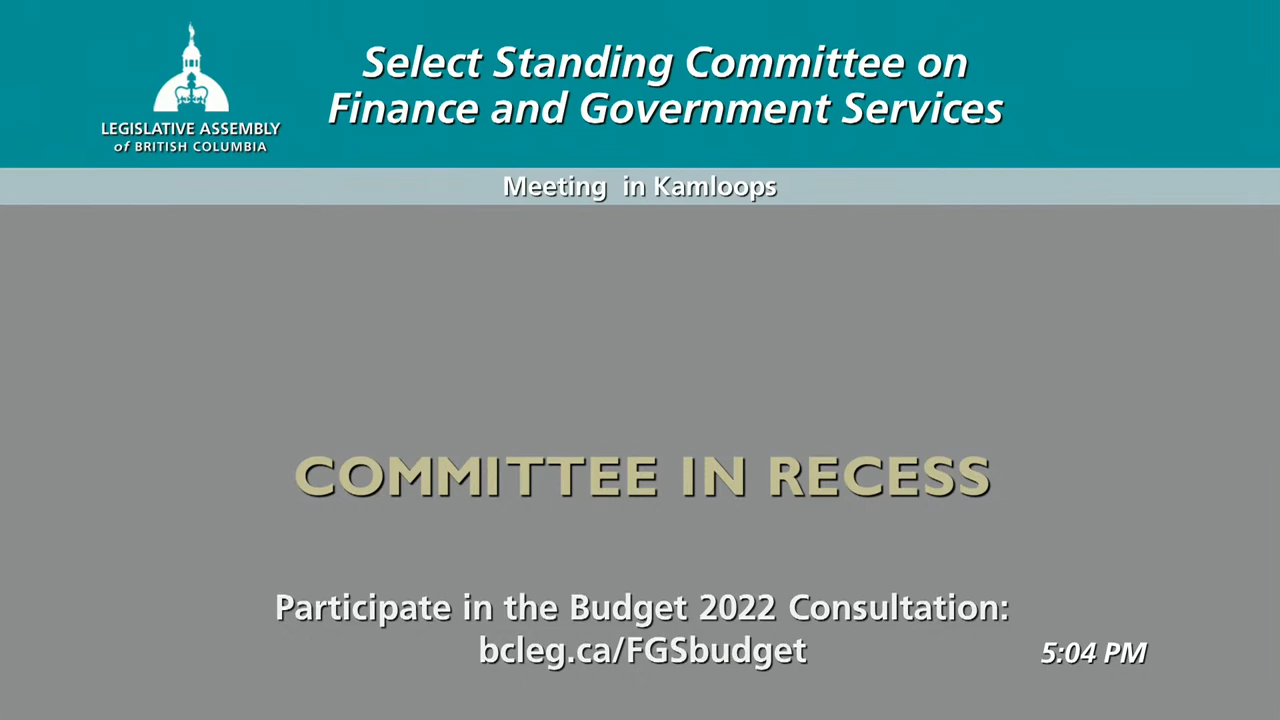 Select Standing Committee on
Finance and Government Services
LEGISLATIVE ASSEMBLY
of BRITISH COLUMBIA
Meeting in Kamloops
COMMITTEE IN RECESS
Participate in the Budget 2022 Consultation:
bcleg.ca/FGSbudget
5:04 PM